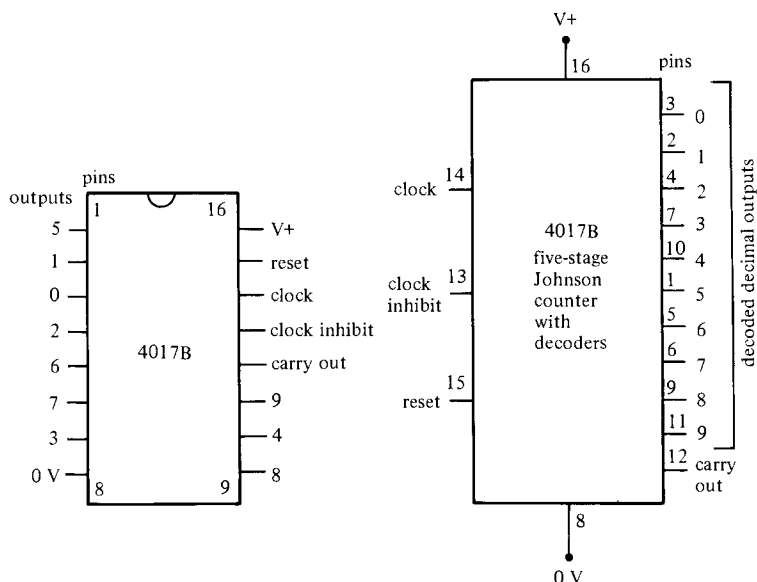 pins
outputs
1
16
5
V+
1
reset
0
clock
2
clock inhibit
4017B
6
carry out
7
9
3
4
0 V
8
8
9
V+
16
pins
3
0
2
1
14
clock
4
2
7
3
4017B
five-stage
Johnson
counter
with
decoders
10
4
13
clock
inhibit
1
5
5
6
6
7
15
reset
9
8
11
9
12
carry
out
decoded decimal outputs
8
0 V